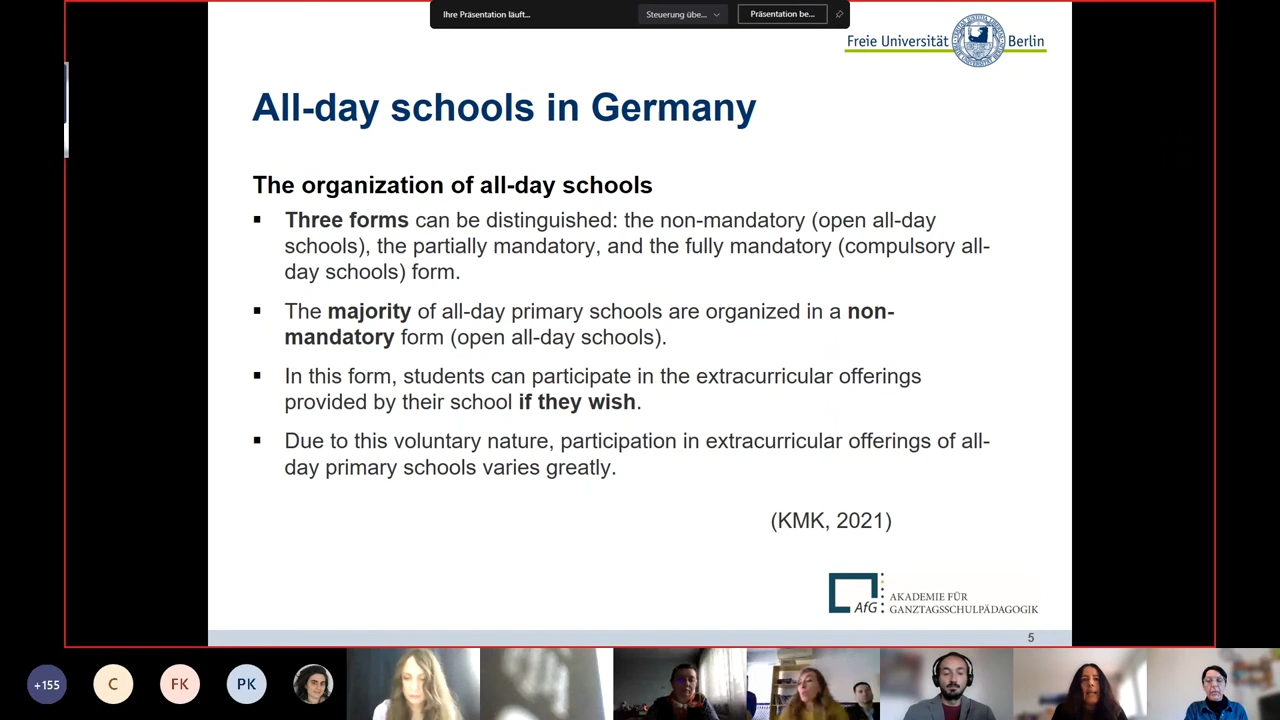 Ihre Präsentation läuft...
Steuerung übe...
Präsentation be...
Freie Universität Berlin
All-day schools in Germany
The organization of all-day schools
▪ Three forms can be distinguished: the non-mandatory (open all-day
schools), the partially mandatory, and the fully mandatory (compulsory all-
day schools) form.
▪ The majority of all-day primary schools are organized in a non-
mandatory form (open all-day schools).
▪ In this form, students can participate in the extracurricular offerings
provided by their school if they wish.
▪ Due to this voluntary nature, participation in extracurricular offerings of all-
day primary schools varies greatly.
(KMK, 2021)
AfG
AKADEMIE FÜR
GANZTAGSSCHULPÄDAGOGIK
5
+155
C
FK
PK